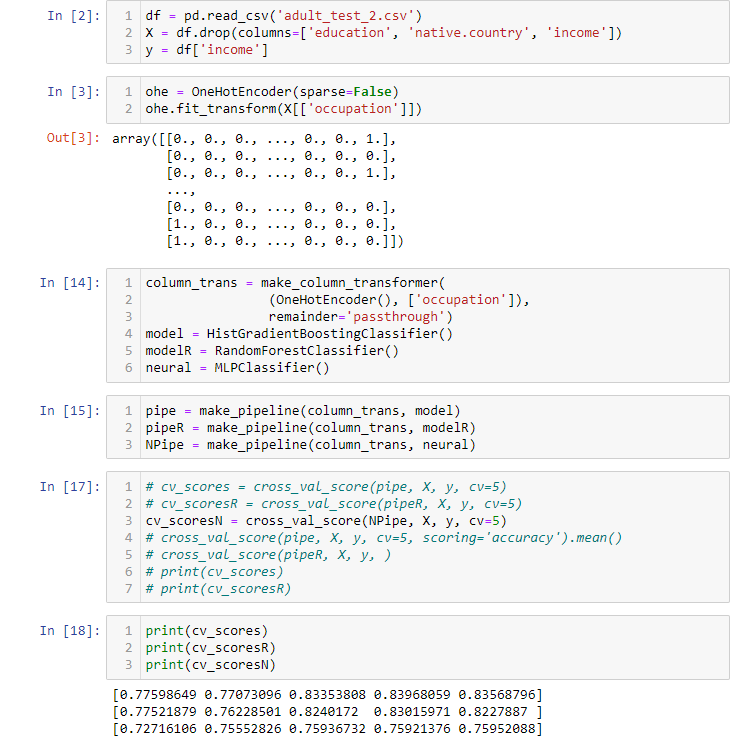 In [2]:
1 df = pd.read_csv('adult_test_2.csv')
2 X = df.drop(columns=['education', 'native.country', 'income'])
3 y = df['income']
In [3]:
1 ohe = OneHotEncoder(sparse=False)
2 ohe.fit_transform(X[['occupation']])
Out[3]: array([[0., 0., 0., ..., 0., 0., 1.],
[0., 0., 0., ..., 0., 0., 0.],
[0., 0., 0., ..., 0., 0., 1.],
...,
[0., 0., 0., ..., 0., 0., 0.],
[1., 0., 0., ..., 0., 0., 0.],
[1., 0., 0., ..., 0., 0., 0.]])
In [14]:
1 column_trans = make_column_transformer(
2 (OneHotEncoder(), ['occupation']),
3 remainder='passthrough')
4 model = HistGradientBoostingClassifier()
5 modelR = RandomForestClassifier()
6 neural = MLPClassifier()
In [15]:
1 pipe = make_pipeline(column_trans, model)
2 pipeR = make_pipeline(column_trans, modelR)
3 NPipe = make_pipeline(column_trans, neural)
In [17]:
1 # cv_scores = cross_val_score(pipe, X, y, cv=5)
2 # cv_scoresR = cross_val_score(pipeR, X, y, cv=5)
3 cv_scoresN = cross_val_score(NPipe, X, y, cv=5)
4 # cross_val_score(pipe, X, y, cv=5, scoring='accuracy').mean()
5 # cross_val_score(pipeR, X, y, )
6 # print(cv_scores)
7 # print(cv_scoresR)
In [18]:
1 print(cv_scores)
2 print(cv_scoresR)
3 print(cv_scoresN)
[0.77598649 0.77073096 0.83353808 0.83968059 0.83568796]
[0.77521879 0.76228501 0.8240172  0.83015971 0.8227887 ]
[0.72716106 0.75552826 0.75936732 0.75921376 0.75952088]